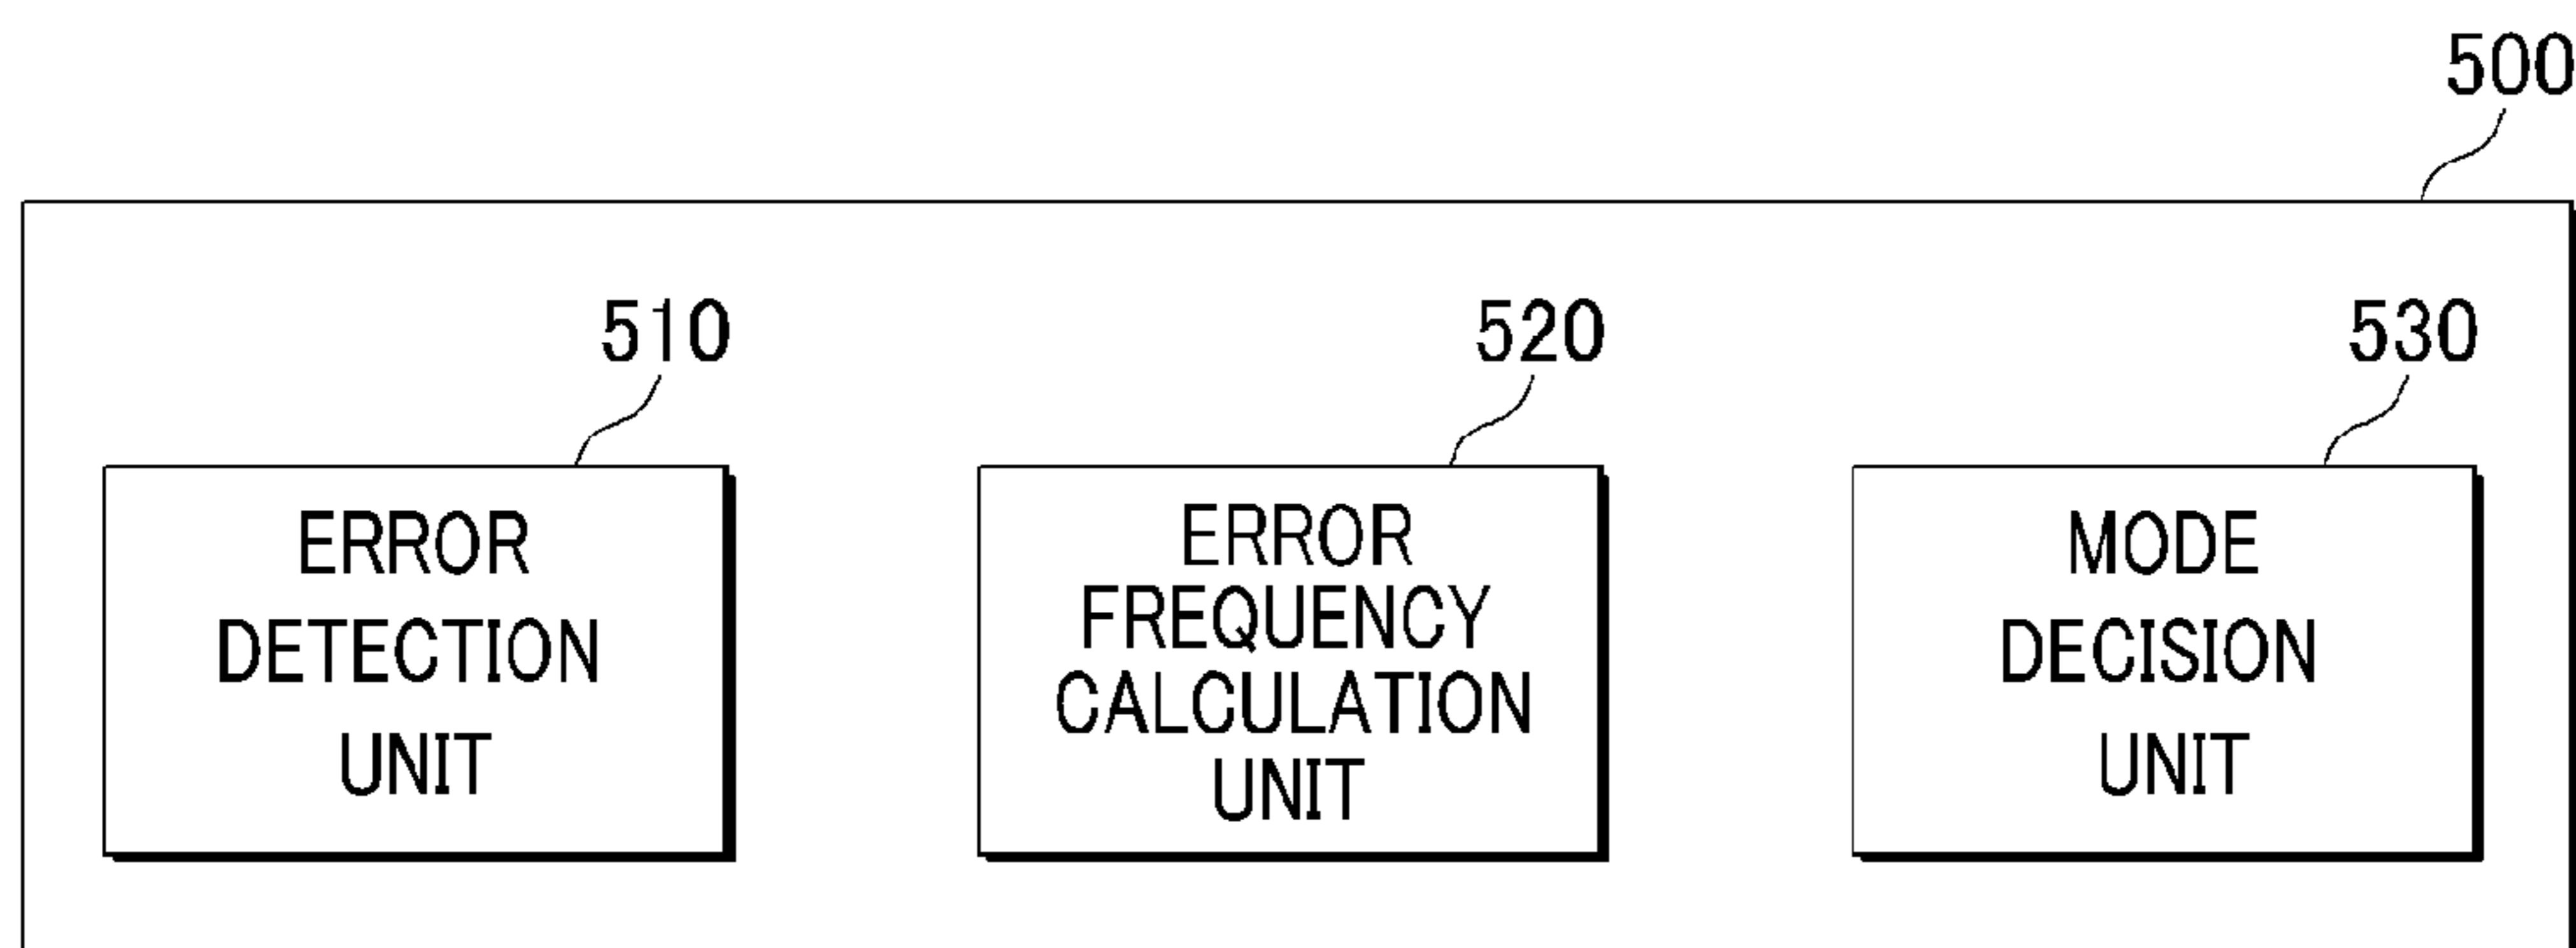 500
510
520
530
ERROR
DETECTION
UNIT
ERROR
FREQUENCY
CALCULATION
UNIT
MODE
DECISION
UNIT